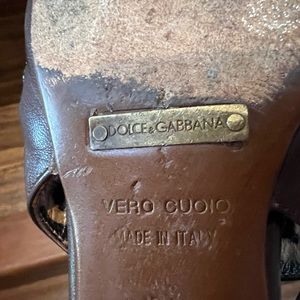 DOLCE & GABBANA
VERO CUOIO
MADE IN ITALY